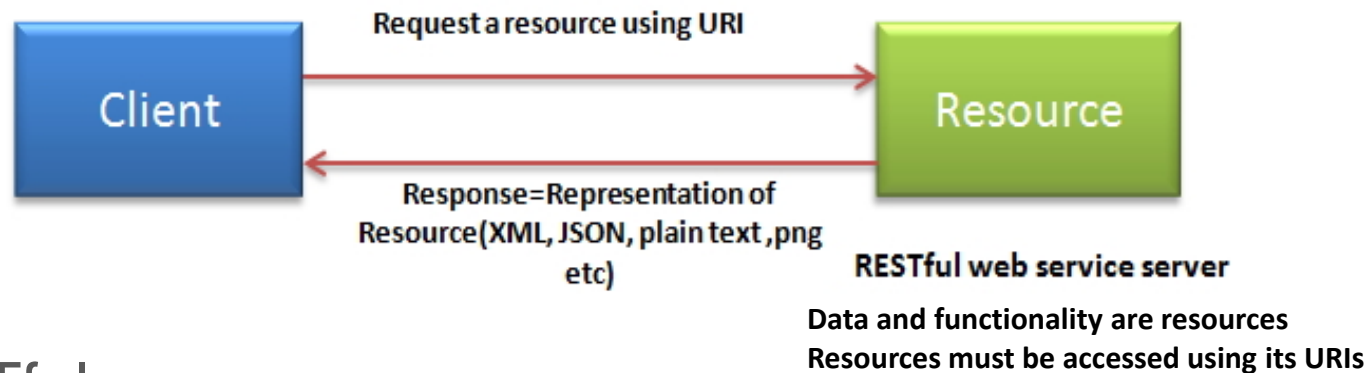 Request a resource using URI
Client
Resource
Response=Representation of
Resource(XML, JSON, plain text ,png
etc)
RESTful web service server
Data and functionality are resources
Resources must be accessed using its URIs